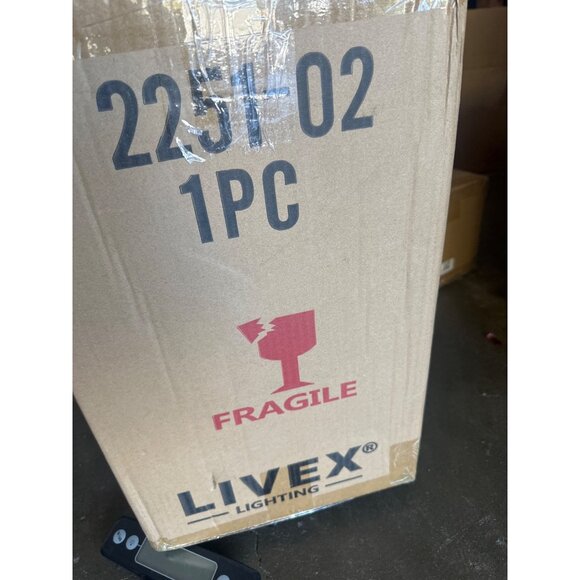 2251-02
1PC
FRAGILE
LIVEX®
LIGHTING